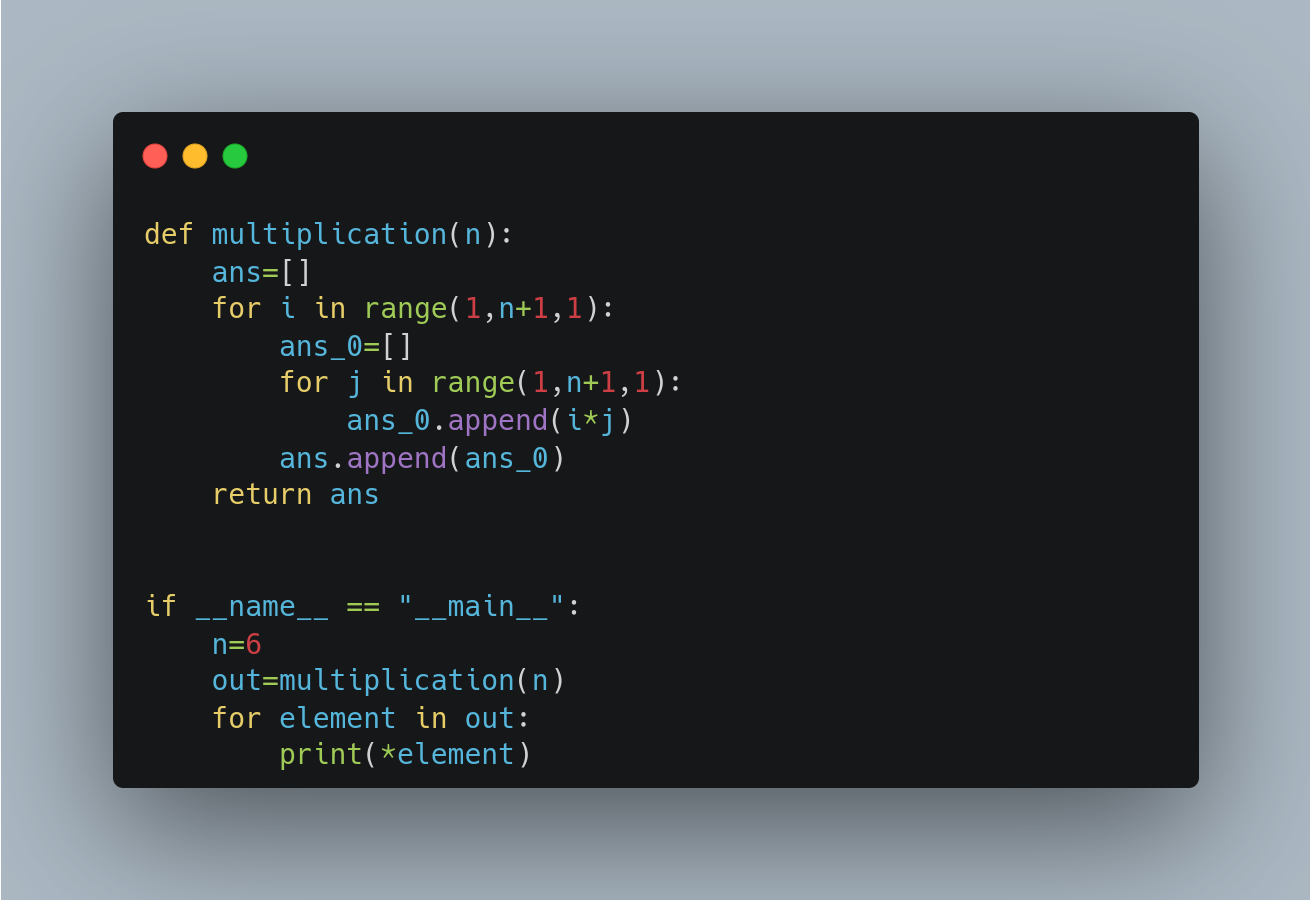 def multiplication(n):
    ans=[]
    for i in range(1,n+1,1):
        ans_0=[]
        for j in range(1,n+1,1):
            ans_0.append(i*j)
        ans.append(ans_0)
    return ans
if __name__ == "__main__":
    n=6
    out=multiplication(n)
    for element in out:
        print(*element)